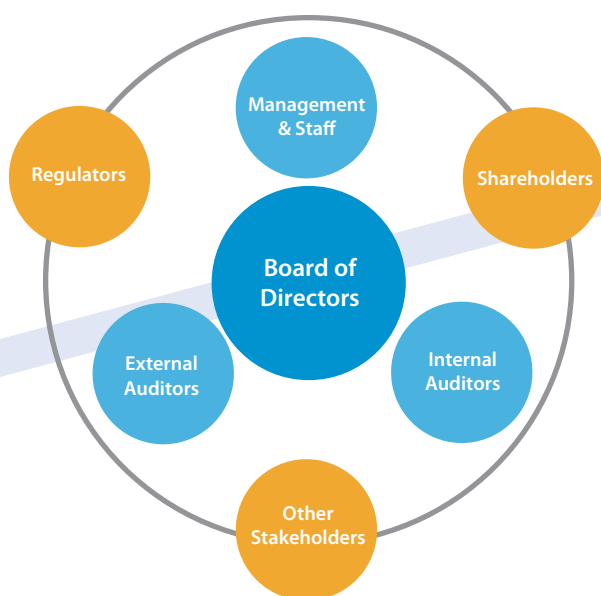 Management
& Staff
Regulators
Shareholders
Board of
Directors
External
Auditors
Internal
Auditors
Other
Stakeholders